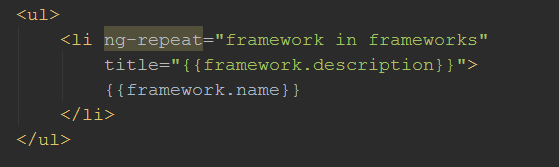 <ul>
<li ng-repeat="framework in frameworks"
title="{{framework.description}}">
{{framework.name}}
</li>
</ul>